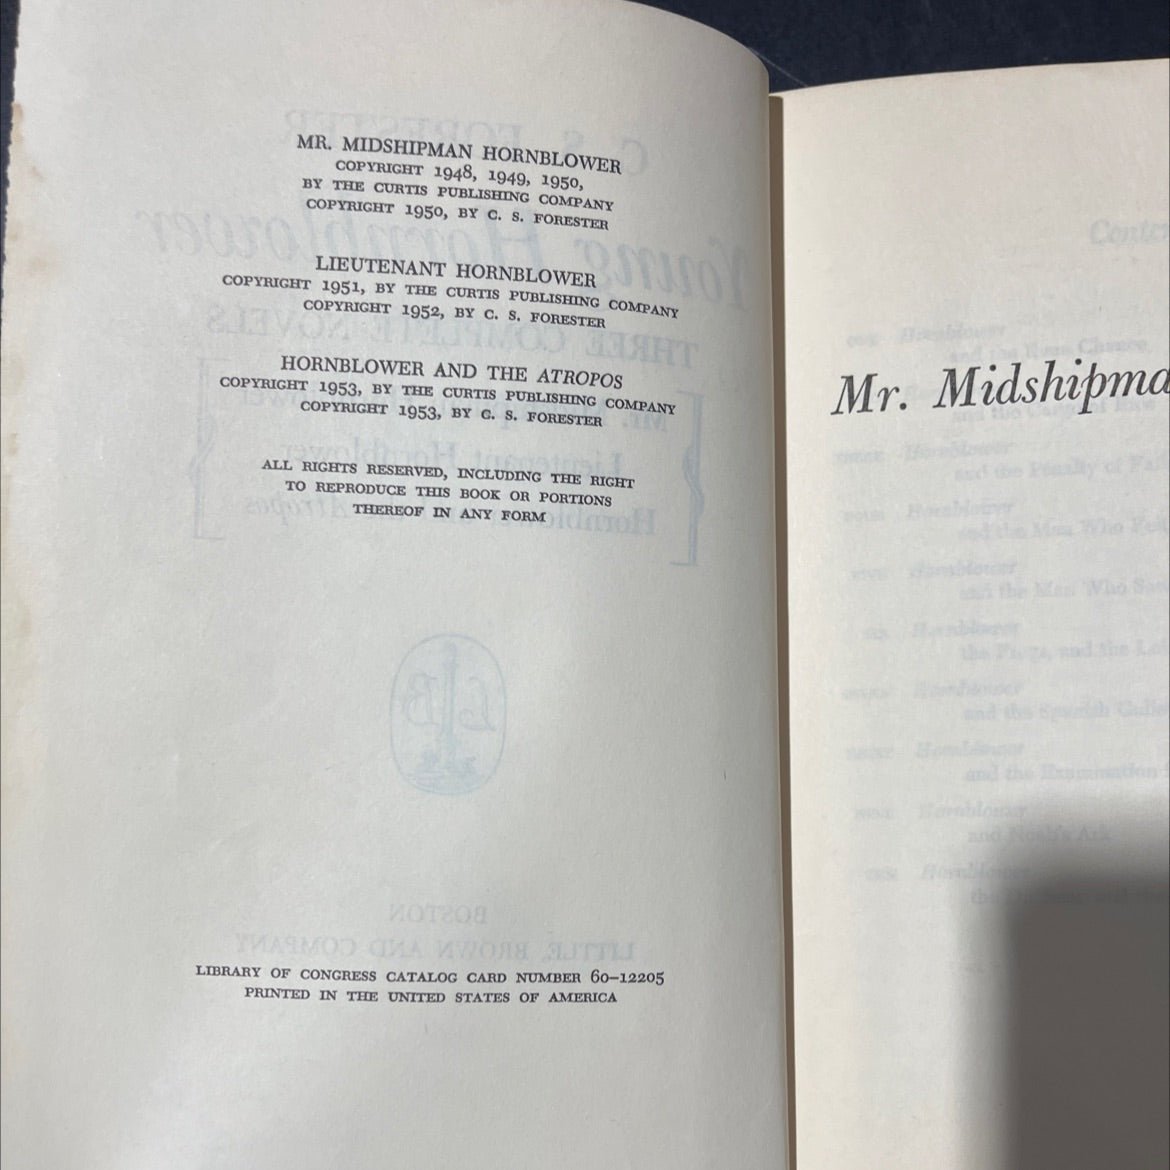 MR. MIDSHIPMAN HORNBLOWER
COPYRIGHT 1948, 1949, 1950,
BY THE CURTIS PUBLISHING COMPANY
COPYRIGHT 1950, BY C. S. FORESTER
LIEUTENANT HORNBLOWER
COPYRIGHT 1951, BY THE CURTIS PUBLISHING COMPANY
COPYRIGHT 1952, BY C. S. FORESTER
HORNBLOWER AND THE ATROPOS
COPYRIGHT 1953, BY THE CURTIS PUBLISHING COMPANY
COPYRIGHT 1953, BY C. S. FORESTER
ALL RIGHTS RESERVED, INCLUDING THE RIGHT
TO REPRODUCE THIS BOOK OR PORTIONS
THEREOF IN ANY FORM
LIBRARY OF CONGRESS CATALOG CARD NUMBER 60–12205
PRINTED IN THE UNITED STATES OF AMERICA
Mr. Midshipma